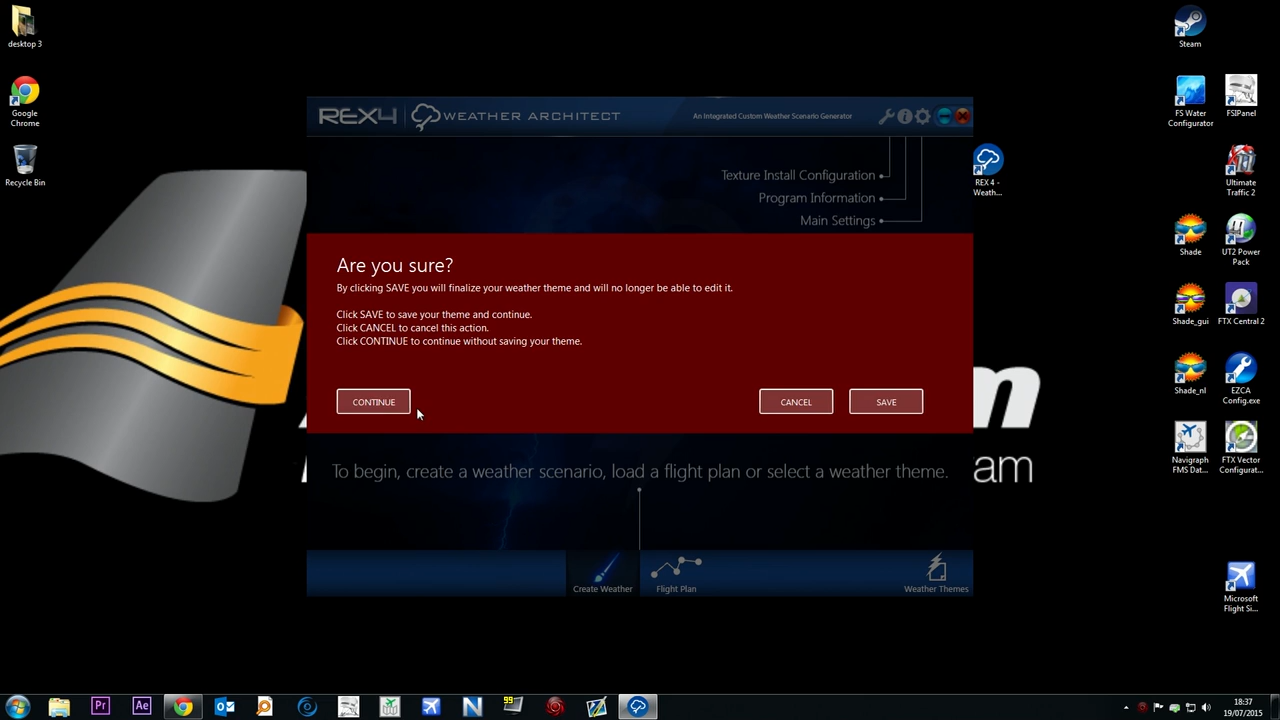 desktop 3
Google
Chrome
Recycle Bin
REX4 WEATHER ARCHITECT
An Integrated Custom Weather Scenario Generator
Texture Install Configuration
Program Information
Main Settings
Are you sure?
By clicking SAVE you will finalize your weather theme and will no longer be able to edit it.
Click SAVE to save your theme and continue.
Click CANCEL to cancel this action.
Click CONTINUE to continue without saving your theme.
CONTINUE
CANCEL
SAVE
To begin, create a weather scenario, load a flight plan or select a weather theme.
Create Weather
Flight Plan
Weather Themes
REX 4 -
Weath...
Steam
FS Water
Configurator
FSIPanel
Ultimate
Traffic 2
Shade
UT2 Power
Pack
Shade_gui
FTX Central 2
Shade_nl
EZCA
Config.exe
Navigraph
FMS Dat...
FTX Vector
Configurat...
Microsoft
Flight Si...
Pr
Ae
99
18:37
19/07/2015